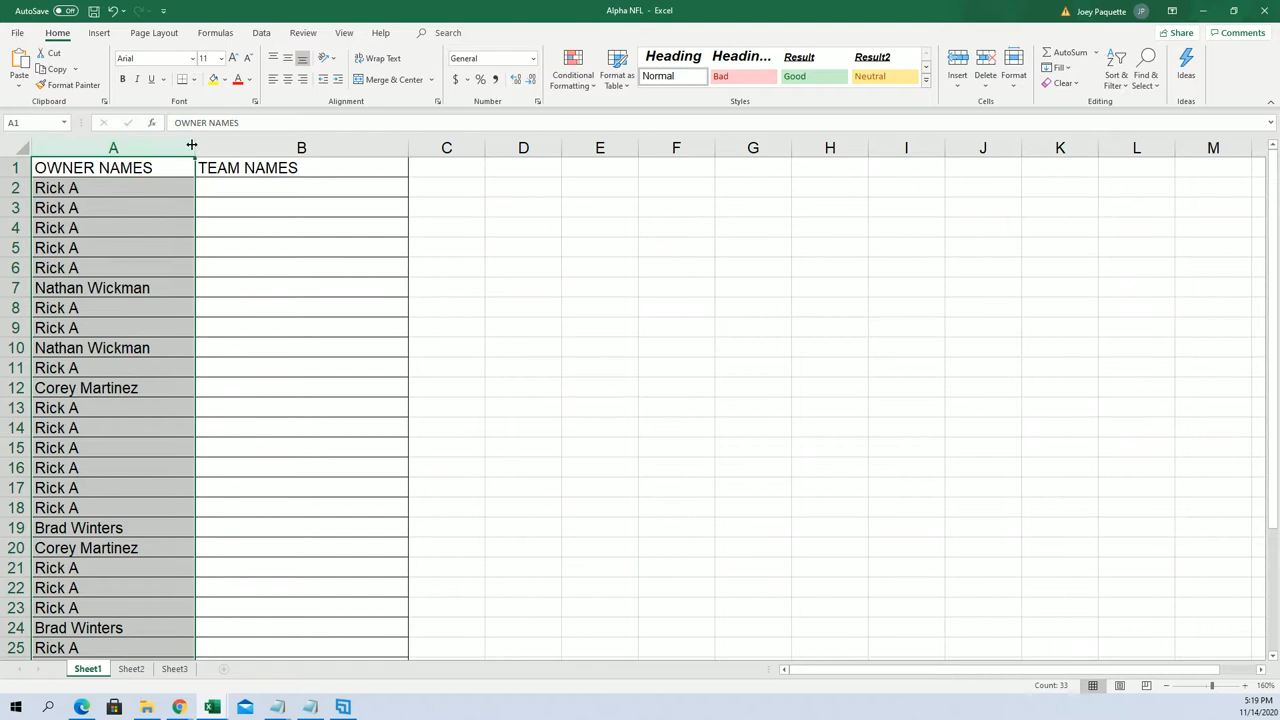 AutoSave Off
Alpha NFL - Excel
Joey Paquette JP
File Home Insert Page Layout Formulas Data Review View Help Search
Share Comments
Paste
Cut
Copy
Format Painter
Clipboard
Arial 11
B I U
Font
Wrap Text
Merge & Center
Alignment
General
$ % ,
Number
Conditional Formatting
Format as Table
Heading Headin... Result Result2
Normal Bad Good Neutral
Styles
Insert Delete Format
Cells
AutoSum
Fill
Clear
Sort & Filter
Find & Select
Editing
Ideas
Ideas
A1 fx OWNER NAMES
A B C D E F G H I J K L M
1 OWNER NAMES TEAM NAMES
2 Rick A
3 Rick A
4 Rick A
5 Rick A
6 Rick A
7 Nathan Wickman
8 Rick A
9 Rick A
10 Nathan Wickman
11 Rick A
12 Corey Martinez
13 Rick A
14 Rick A
15 Rick A
16 Rick A
17 Rick A
18 Rick A
19 Brad Winters
20 Corey Martinez
21 Rick A
22 Rick A
23 Rick A
24 Brad Winters
25 Rick A
Sheet1 Sheet2 Sheet3
Count: 33 160%
5:19 PM
11/14/2020